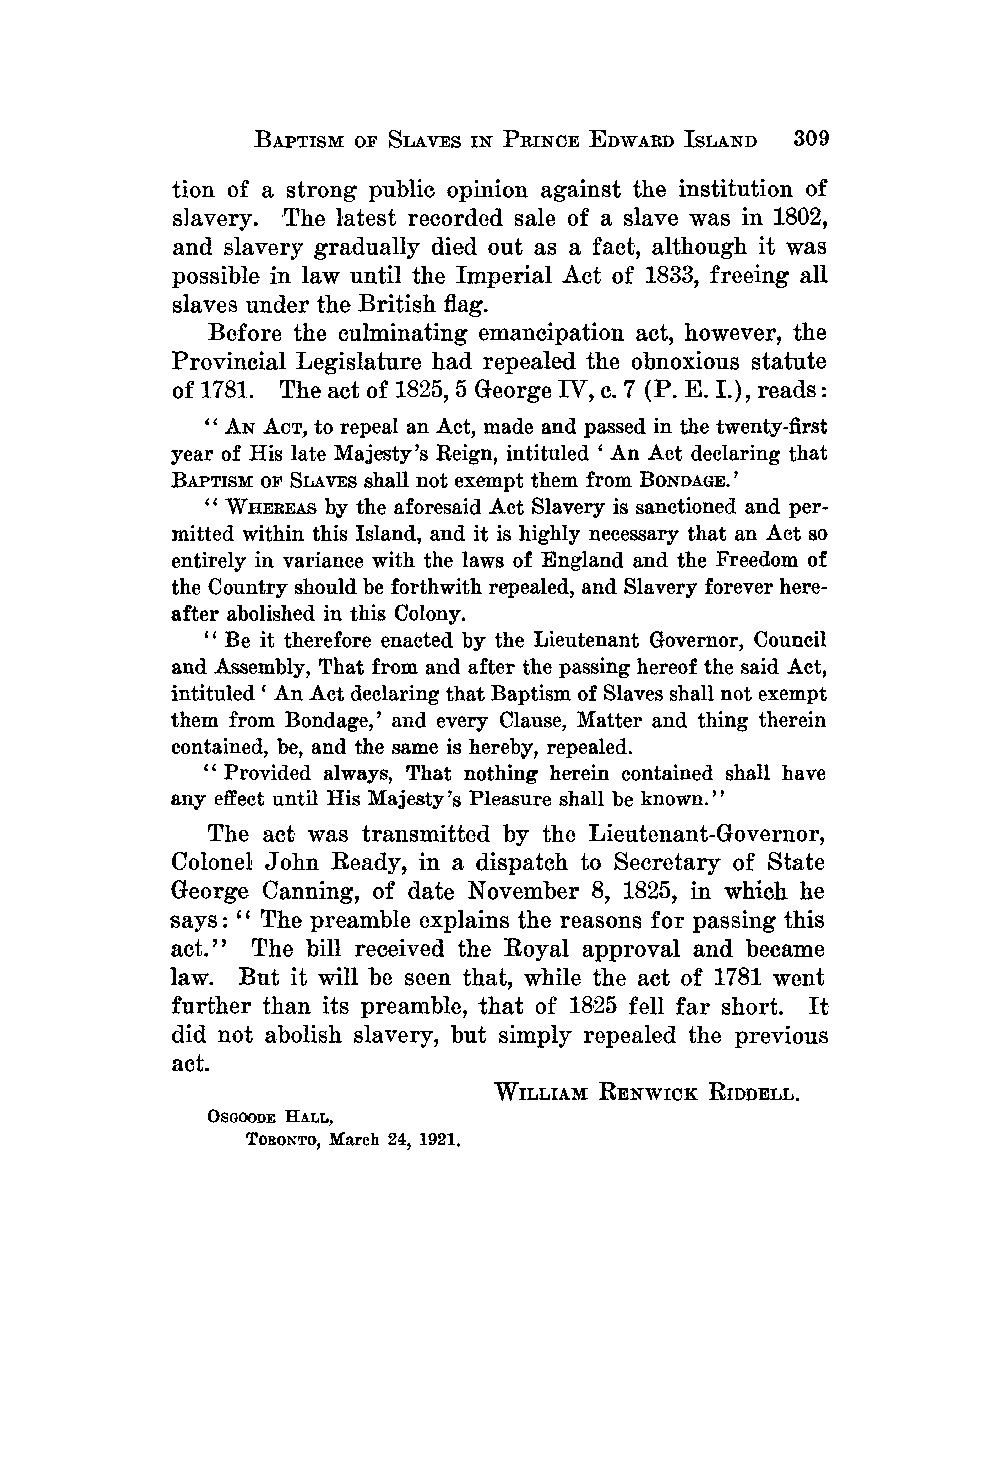 BAPTISM OF SLAVES IN PRINCE EDWARD ISLAND 309
tion of a strong public opinion against the institution of
slavery. The latest recorded sale of a slave was in 1802,
and slavery gradually died out as a fact, although it was
possible in law until the Imperial Act of 1833, freeing all
slaves under the British flag.
Before the culminating emancipation act, however, the
Provincial Legislature had repealed the obnoxious statute
of 1781. The act of 1825, 5 George IV, c. 7 (P. E. I.), reads:
“ AN ACT, to repeal an Act, made and passed in the twenty-first
year of His late Majesty's Reign, intituled ‘ An Act declaring that
BAPTISM OF SLAVES shall not exempt them from BONDAGE.’
“ WHEREAS by the aforesaid Act Slavery is sanctioned and per-
mitted within this Island, and it is highly necessary that an Act so
entirely in variance with the laws of England and the Freedom of
the Country should be forthwith repealed, and Slavery forever here-
after abolished in this Colony.
“ Be it therefore enacted by the Lieutenant Governor, Council
and Assembly, That from and after the passing hereof the said Act,
intituled ‘ An Act declaring that Baptism of Slaves shall not exempt
them from Bondage,’ and every Clause, Matter and thing therein
contained, be, and the same is hereby, repealed.
“ Provided always, That nothing herein contained shall have
any effect until His Majesty's Pleasure shall be known.”
The act was transmitted by the Lieutenant-Governor,
Colonel John Ready, in a dispatch to Secretary of State
George Canning, of date November 8, 1825, in which he
says: “ The preamble explains the reasons for passing this
act.” The bill received the Royal approval and became
law. But it will be seen that, while the act of 1781 went
further than its preamble, that of 1825 fell far short. It
did not abolish slavery, but simply repealed the previous
act.
WILLIAM RENWICK RIDDELL.
OSGOODE HALL,
TORONTO, March 24, 1921.